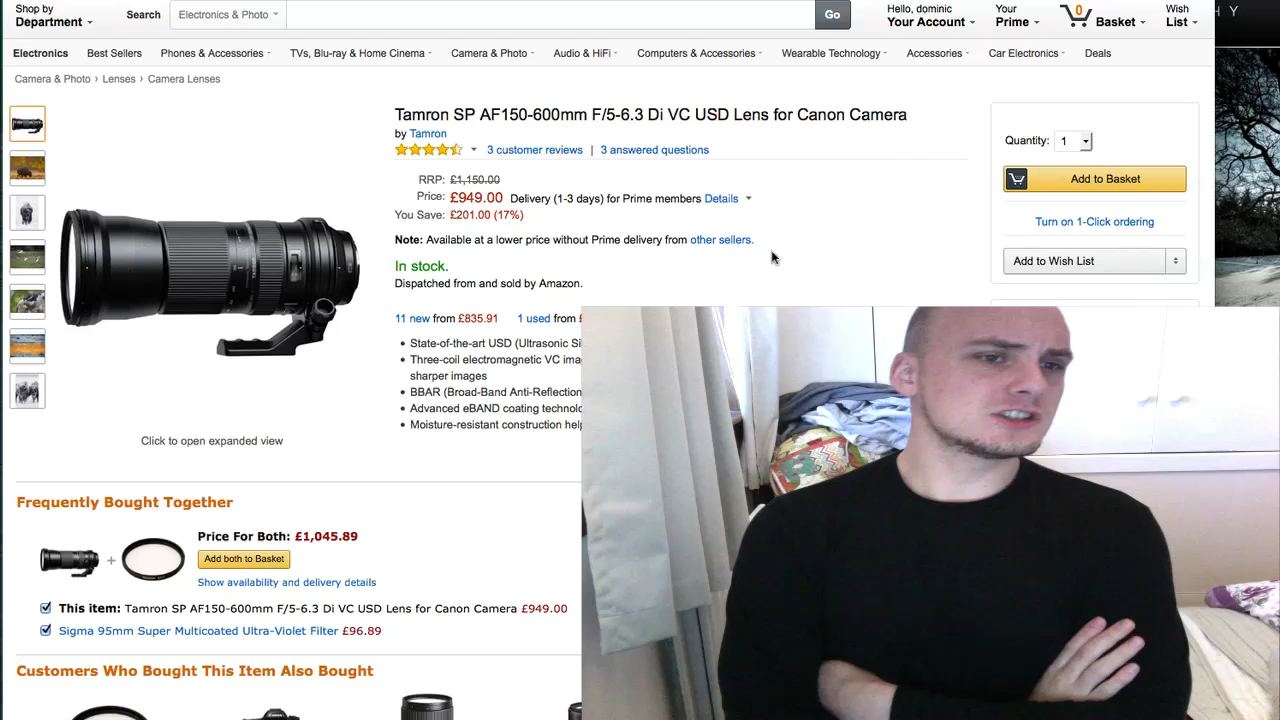 Shop by
Department
Search
Electronics & Photo
Go
Hello, dominic
Your Account
Your
Prime
0
Basket
Wish
List
H Y
Electronics
Best Sellers
Phones & Accessories
TVs, Blu-ray & Home Cinema
Camera & Photo
Audio & HiFi
Computers & Accessories
Wearable Technology
Accessories
Car Electronics
Deals
Camera & Photo › Lenses › Camera Lenses
Tamron SP AF150-600mm F/5-6.3 Di VC USD Lens for Canon Camera
by Tamron
3 customer reviews | 3 answered questions
RRP: £1,150.00
Price: £949.00 Delivery (1-3 days) for Prime members Details
You Save: £201.00 (17%)
Note: Available at a lower price without Prime delivery from other sellers.
In stock.
Dispatched from and sold by Amazon.
11 new from £835.91 1 used from £
State-of-the-art USD (Ultrasonic Si
Three-coil electromagnetic VC ima
sharper images
BBAR (Broad-Band Anti-Reflection
Advanced eBAND coating technolo
Moisture-resistant construction help
Quantity: 1
Add to Basket
Turn on 1-Click ordering
Add to Wish List
Click to open expanded view
Frequently Bought Together
Price For Both: £1,045.89
Add both to Basket
Show availability and delivery details
This item: Tamron SP AF150-600mm F/5-6.3 Di VC USD Lens for Canon Camera £949.00
Sigma 95mm Super Multicoated Ultra-Violet Filter £96.89
Customers Who Bought This Item Also Bought